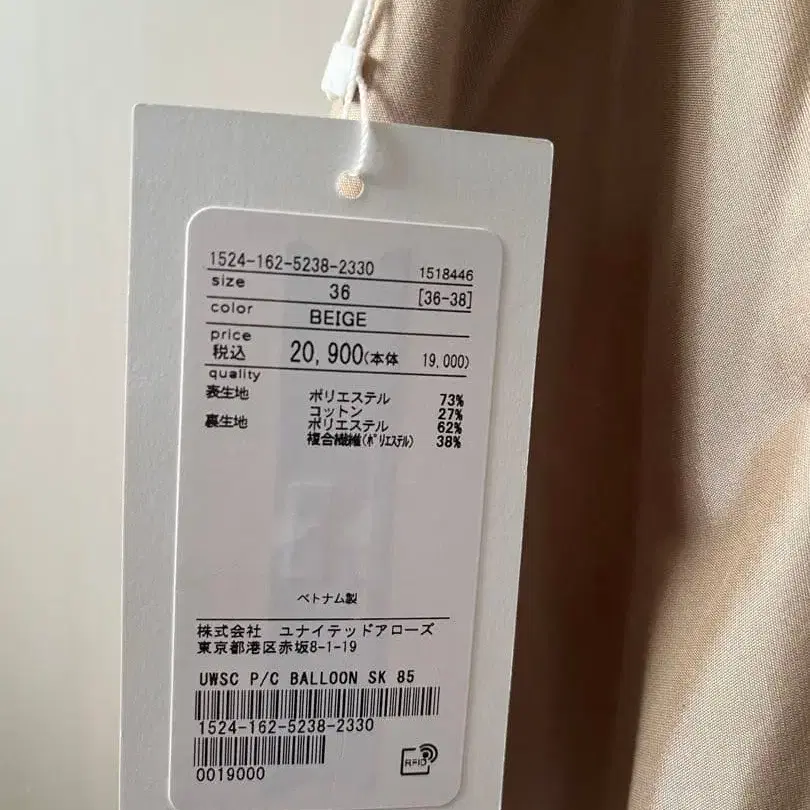 1524-162-5238-2330 1518446
size 36 [36-38]
color BEIGE
price
税込 20,900(本体 19,000)
quality
表生地 ポリエステル 73%
コットン 27%
裏生地 ポリエステル 62%
複合繊維(ポリエステル) 38%
ベトナム製
株式会社 ユナイテッドアローズ
東京都港区赤坂8-1-19
UWSC P/C BALLOON SK 85
1524-162-5238-2330
0019000
RFID